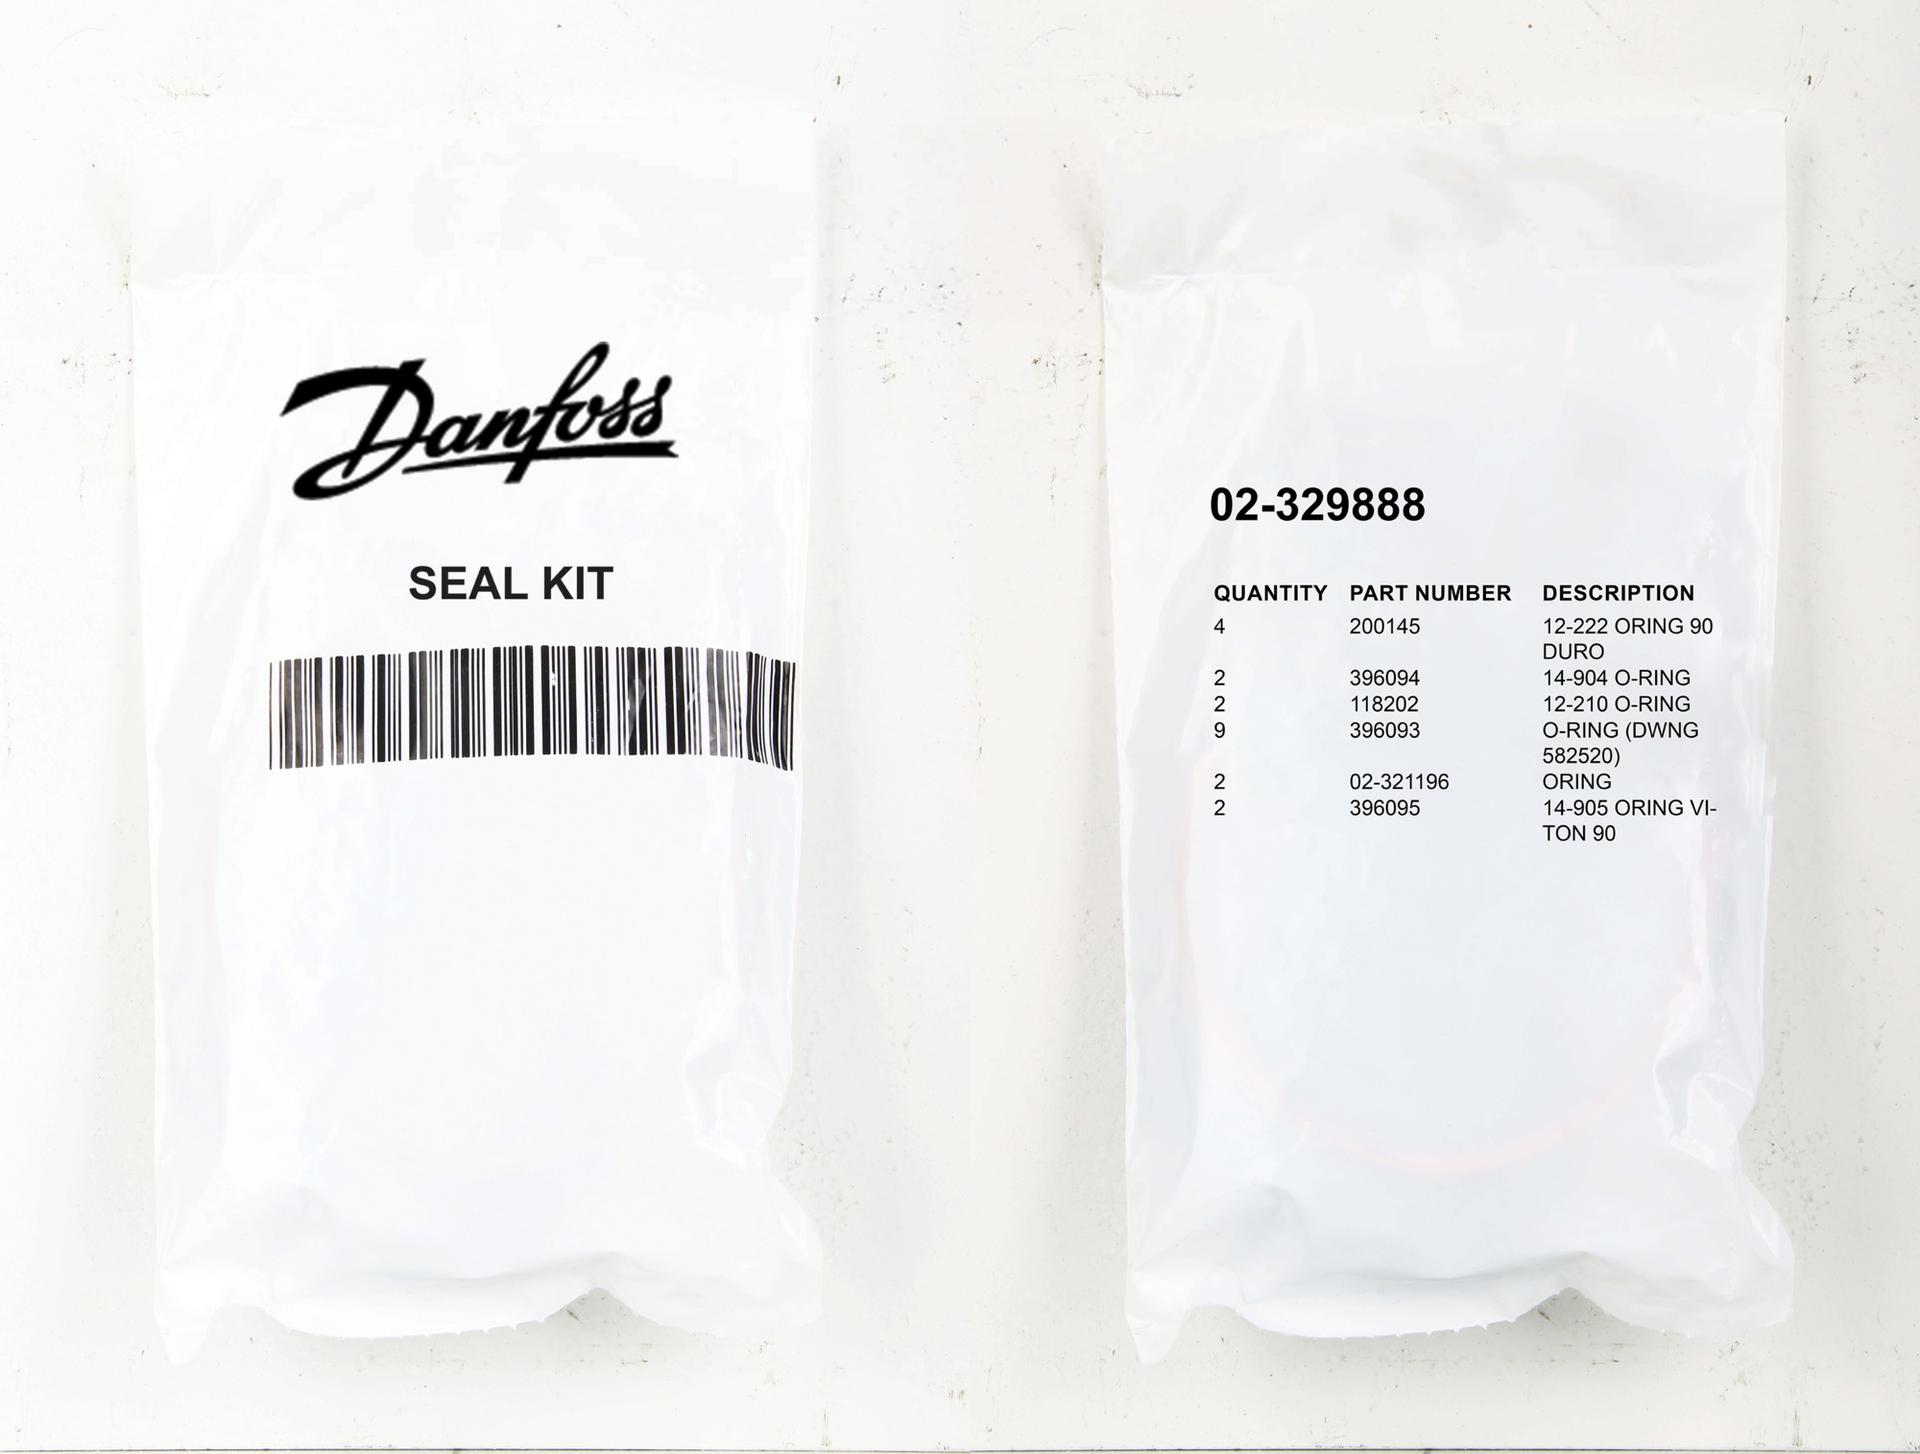 Danfoss
SEAL KIT
02-329888
QUANTITY PART NUMBER DESCRIPTION
4 200145 12-222 ORING 90
DURO
2 396094 14-904 O-RING
2 118202 12-210 O-RING
9 396093 O-RING (DWNG
582520)
2 02-321196 ORING
2 396095 14-905 ORING VI-
TON 90